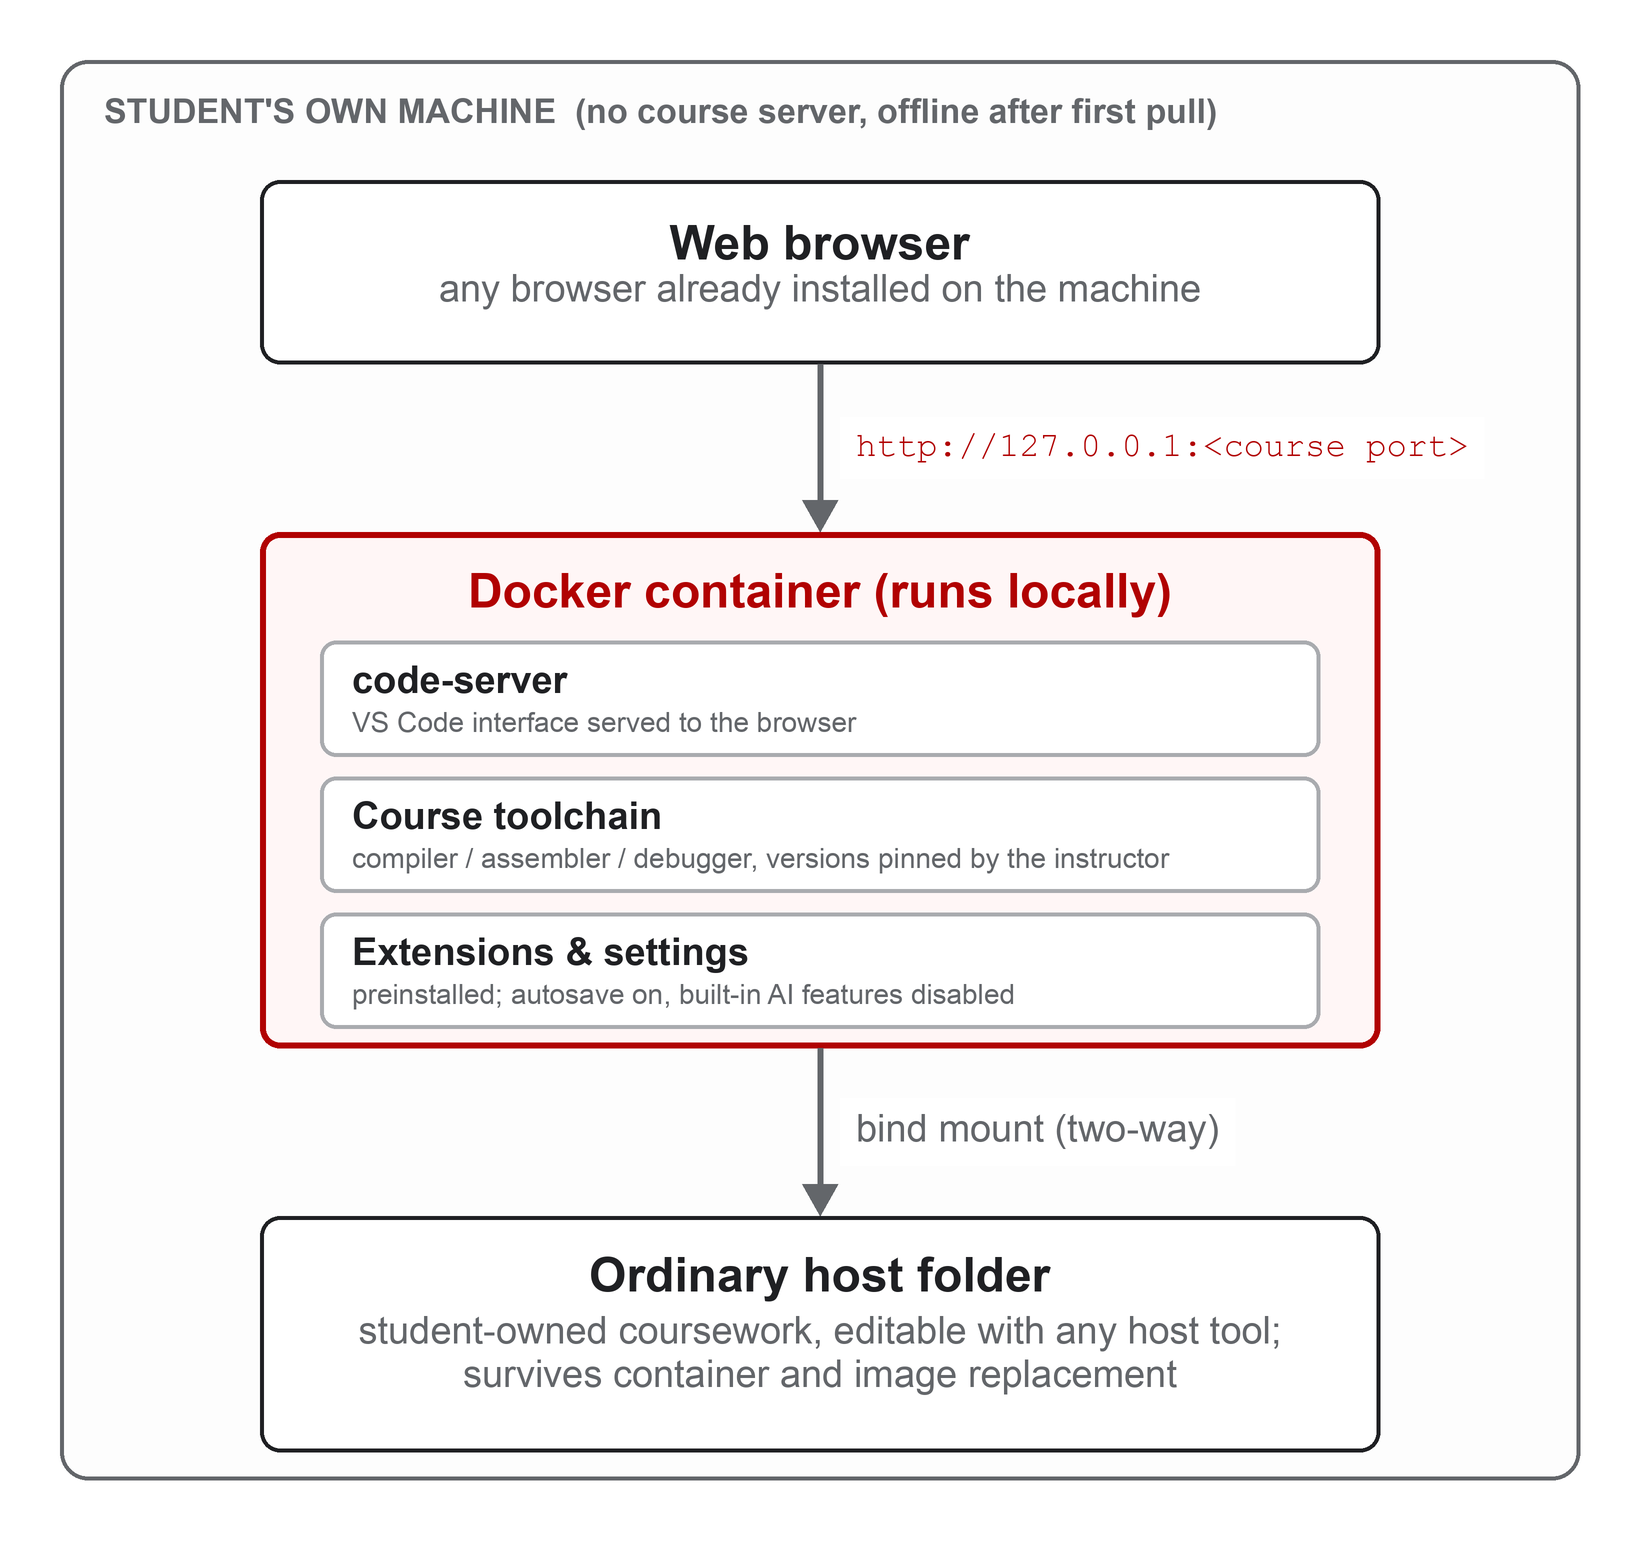 STUDENT'S OWN MACHINE (no course server, offline after first pull)
Web browser
any browser already installed on the machine
http://127.0.0.1:<course port>
Docker container (runs locally)
code-server
VS Code interface served to the browser
Course toolchain
compiler / assembler / debugger, versions pinned by the instructor
Extensions & settings
preinstalled; autosave on, built-in AI features disabled
bind mount (two-way)
Ordinary host folder
student-owned coursework, editable with any host tool;
survives container and image replacement